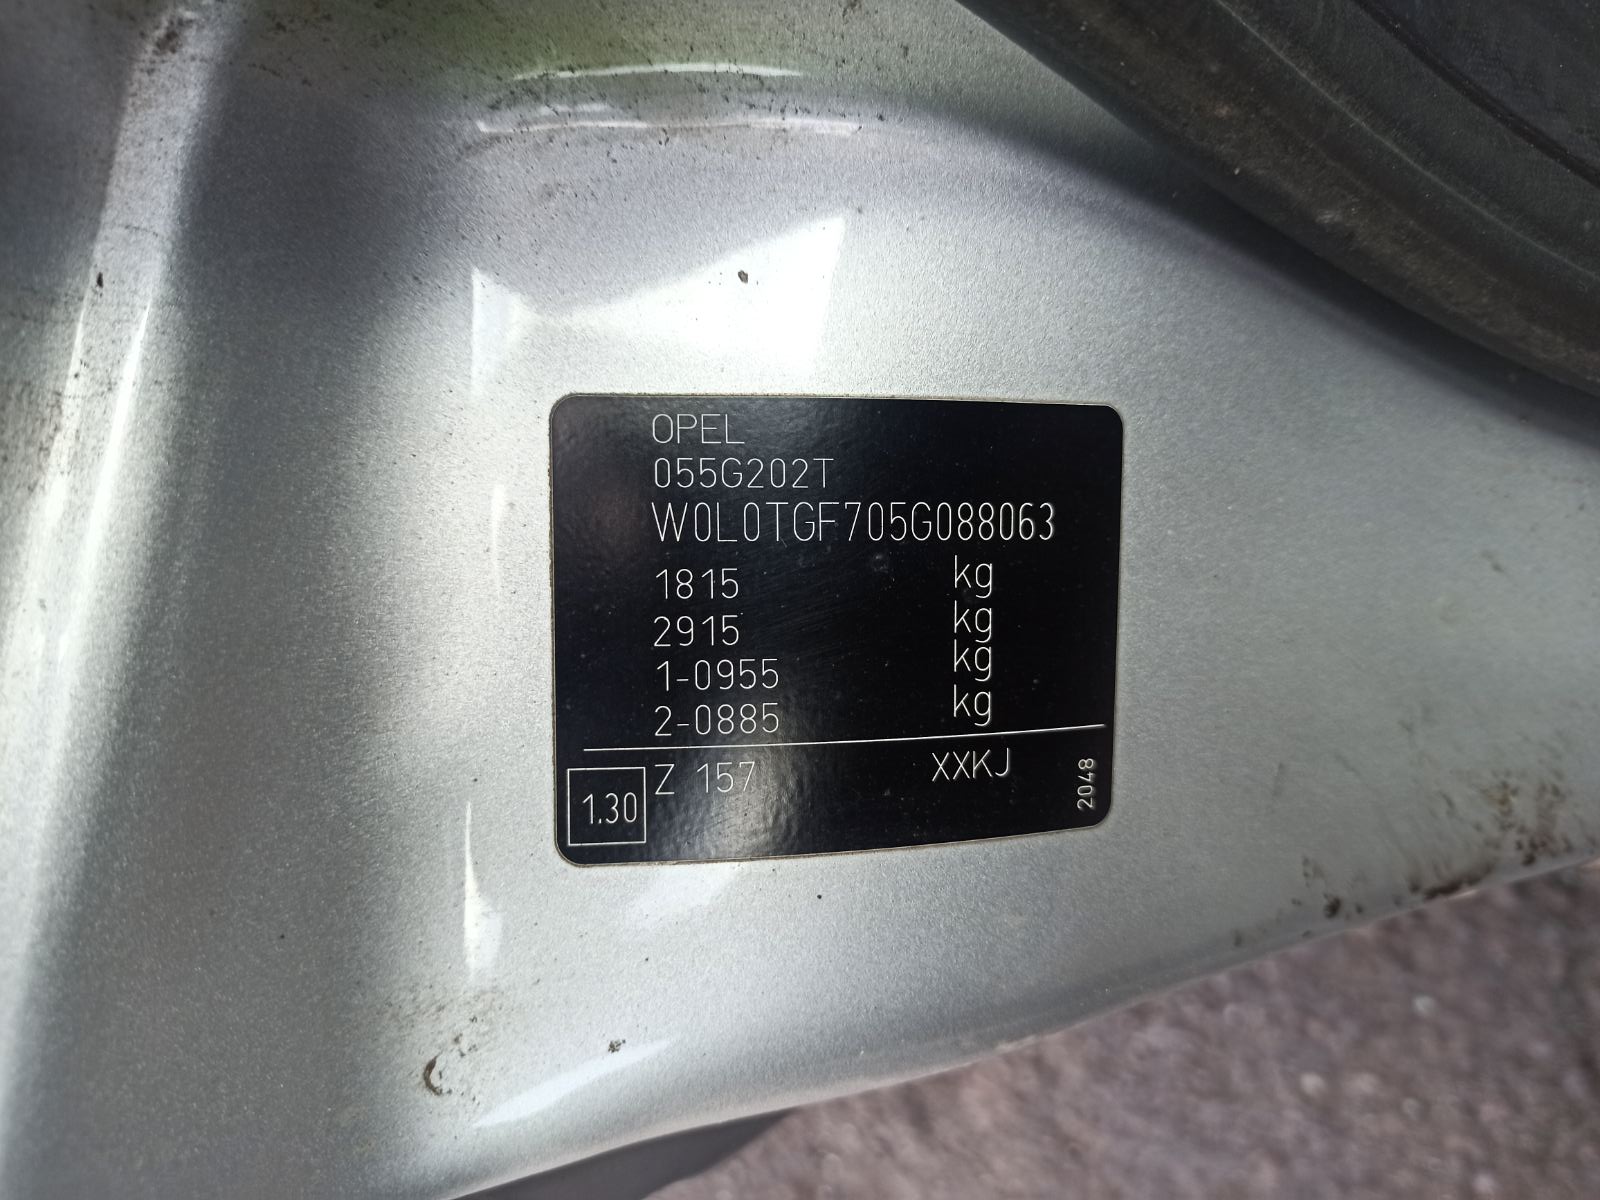 OPEL
055G202T
W0L0TGF705G088063
1815 kg
2915 kg
1-0955 kg
2-0885 kg
1.30 Z 157 XXKJ 2048